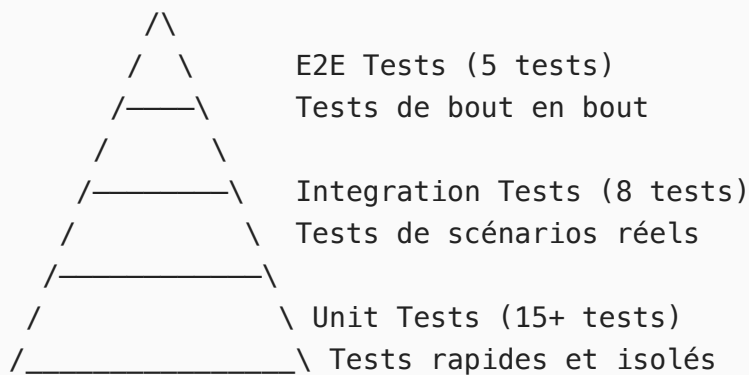 /\
/  \         E2E Tests (5 tests)
/────\        Tests de bout en bout
/      \
/────────\      Integration Tests (8 tests)
/          \     Tests de scénarios réels
/────────────\
/              \ Unit Tests (15+ tests)
/________________\ Tests rapides et isolés